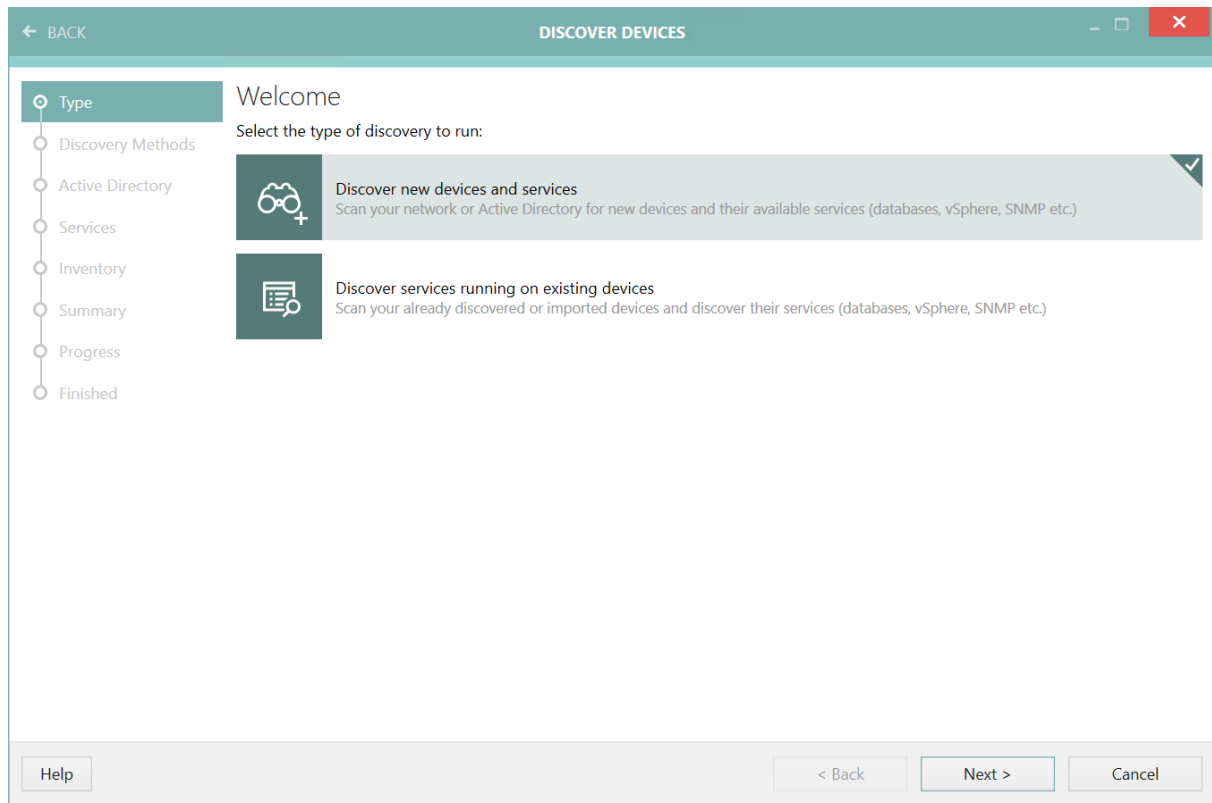 BACK
DISCOVER DEVICES
Type
Discovery Methods
Active Directory
Services
Inventory
Summary
Progress
Finished
Welcome
Select the type of discovery to run:
Discover new devices and services
Scan your network or Active Directory for new devices and their available services (databases, vSphere, SNMP etc.)
Discover services running on existing devices
Scan your already discovered or imported devices and discover their services (databases, vSphere, SNMP etc.)
Help
< Back
Next >
Cancel